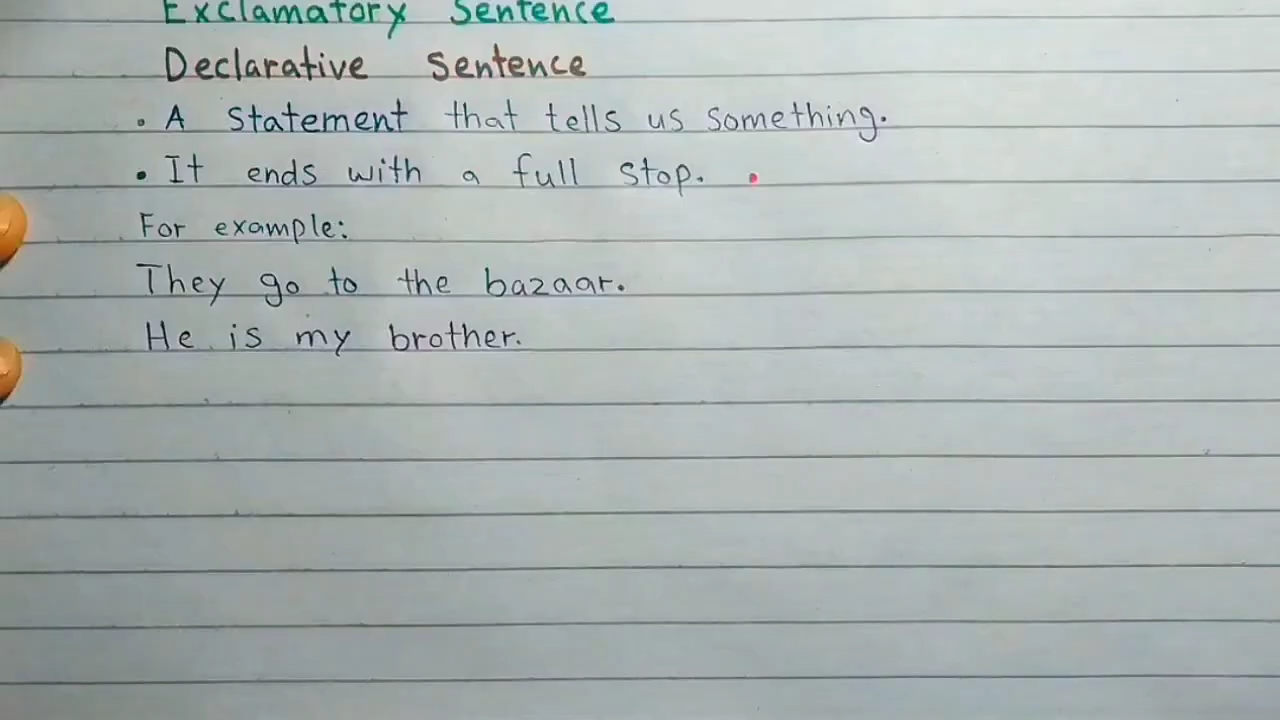 Exclamatory Sentence
Declarative Sentence
• A statement that tells us something.
• It ends with a full stop. .
For example:
They go to the bazaar.
He is my brother.